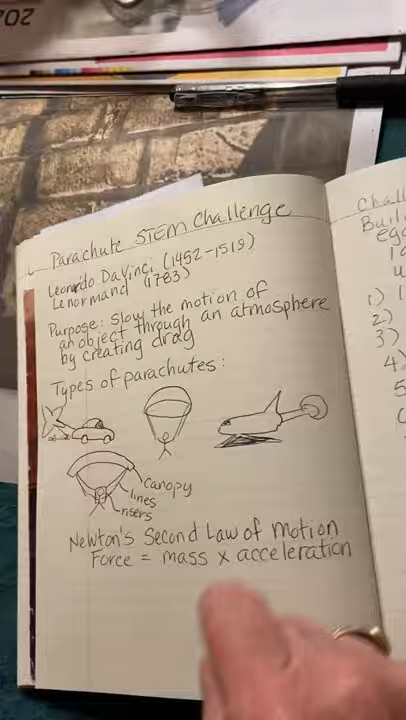 202
Parachute STEM Challenge
Leonardo DaVinci (1452-1519)
Lenormand (1783)
Purpose: Slow the motion of
an object through an atmosphere
by creating drag
Types of parachutes:
canopy
lines
risers
Newton's Second Law of Motion
Force = mass x acceleration
Chall
Buil
egg
1)
2)
3)
4)
5